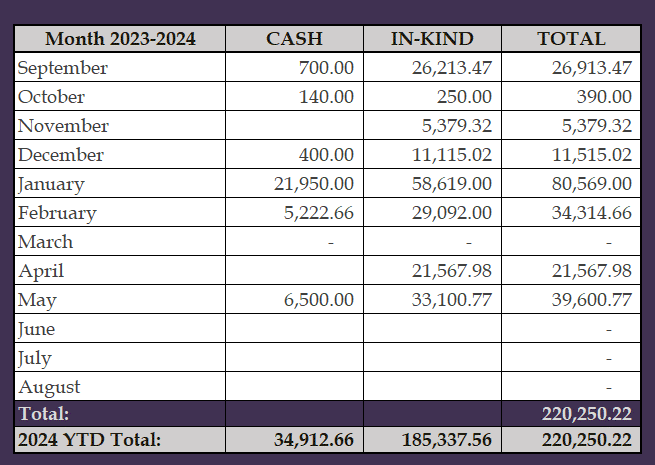 Month 2023-2024 CASH IN-KIND TOTAL
September 700.00 26,213.47 26,913.47
October 140.00 250.00 390.00
November 5,379.32 5,379.32
December 400.00 11,115.02 11,515.02
January 21,950.00 58,619.00 80,569.00
February 5,222.66 29,092.00 34,314.66
March - - -
April 21,567.98 21,567.98
May 6,500.00 33,100.77 39,600.77
June -
July -
August -
Total: 220,250.22
2024 YTD Total: 34,912.66 185,337.56 220,250.22